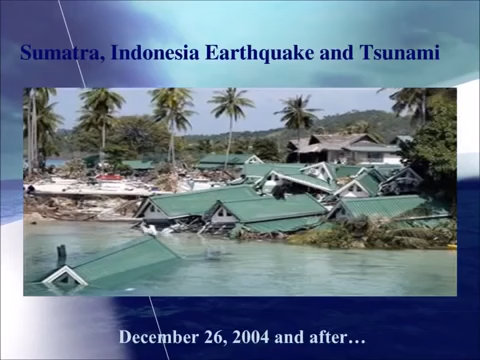 Sumatra, Indonesia Earthquake and Tsunami
December 26, 2004 and after…